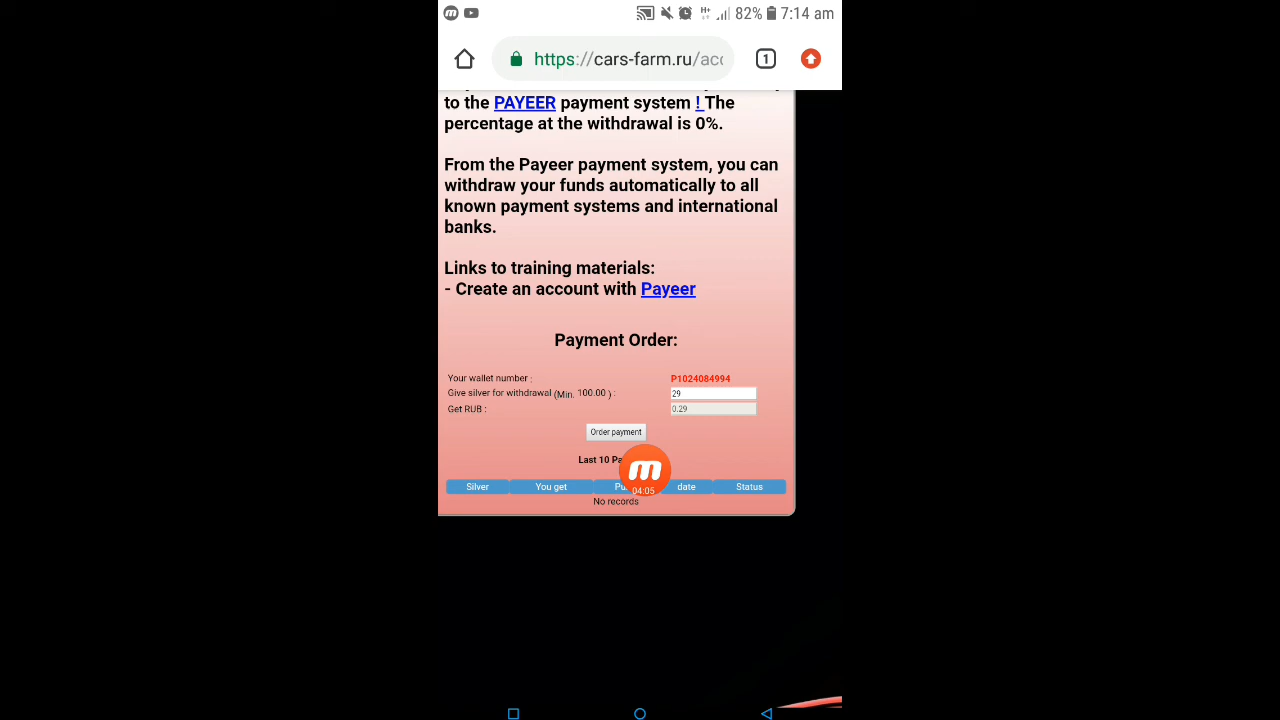 82% 7:14 am
https://cars-farm.ru/acc
1
to the PAYEER payment system ! The
percentage at the withdrawal is 0%.
From the Payeer payment system, you can
withdraw your funds automatically to all
known payment systems and international
banks.
Links to training materials:
- Create an account with Payeer
Payment Order:
Your wallet number : P1024084994
Give silver for withdrawal (Min. 100.00 ) : 29
Get RUB : 0.29
Order payment
Last 10 Pa
04:05
Silver You get Pu date Status
No records